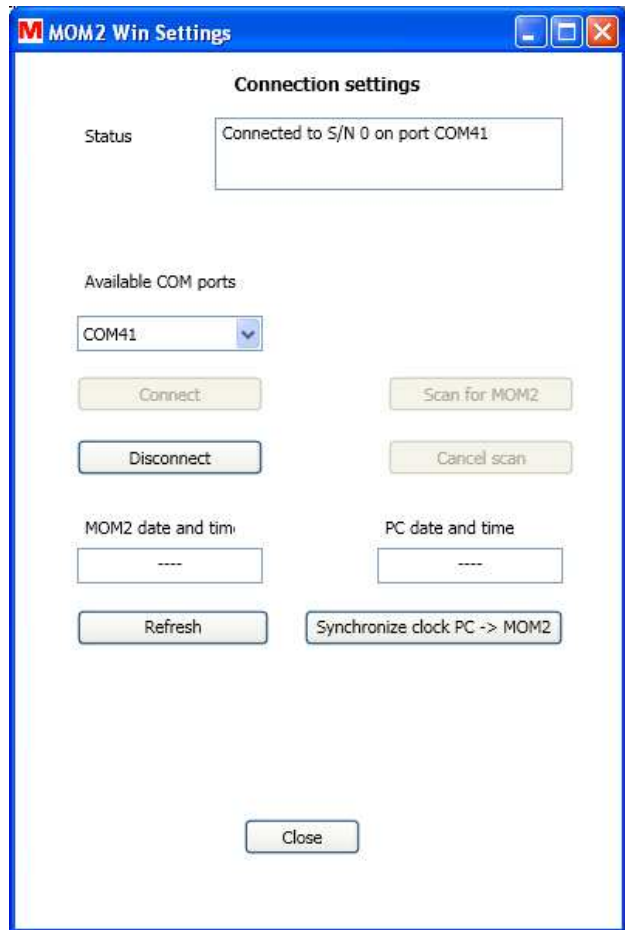 M MOM2 Win Settings
Connection settings
Status
Connected to S/N 0 on port COM41
Available COM ports
COM41
Connect
Scan for MOM2
Disconnect
Cancel scan
MOM2 date and tim
PC date and time
----
----
Refresh
Synchronize clock PC -> MOM2
Close